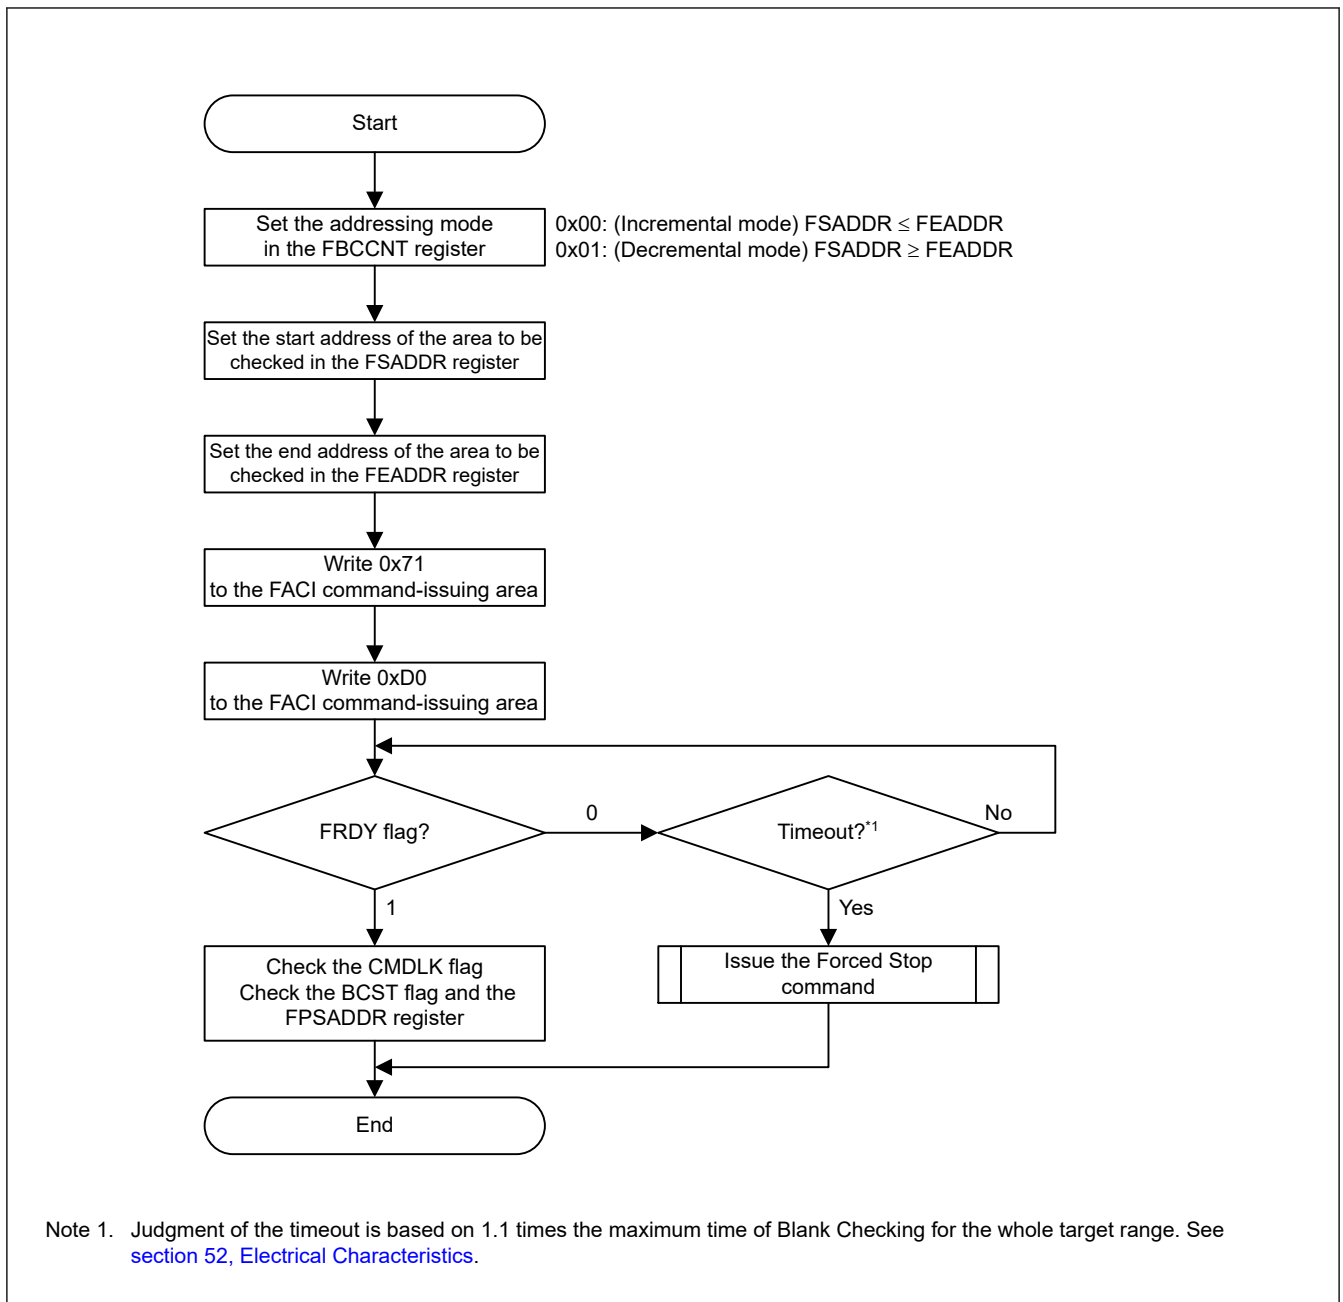 Start
Set the addressing mode
in the FBCCNT register
0x00: (Incremental mode) FSADDR ≤ FEADDR
0x01: (Decremental mode) FSADDR ≥ FEADDR
Set the start address of the area to be
checked in the FSADDR register
Set the end address of the area to be
checked in the FEADDR register
Write 0x71
to the FACI command-issuing area
Write 0xD0
to the FACI command-issuing area
FRDY flag?
0
Timeout?*1
No
1
Yes
Check the CMDLK flag
Check the BCST flag and the
FPSADDR register
Issue the Forced Stop
command
End
Note 1. Judgment of the timeout is based on 1.1 times the maximum time of Blank Checking for the whole target range. See
section 52, Electrical Characteristics.